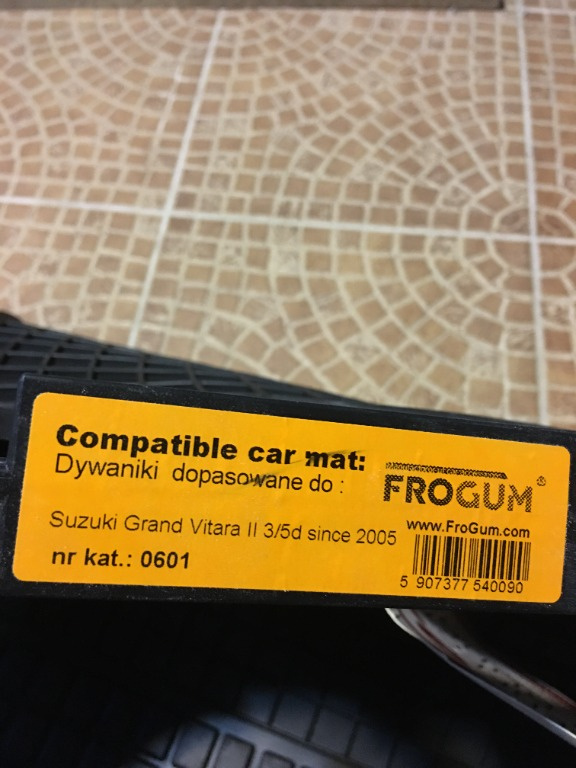 Compatible car mat:
Dywaniki dopasowane do :
FROGUM
Suzuki Grand Vitara II 3/5d since 2005
www.FroGum.com
nr kat.: 0601
5 907377 540090